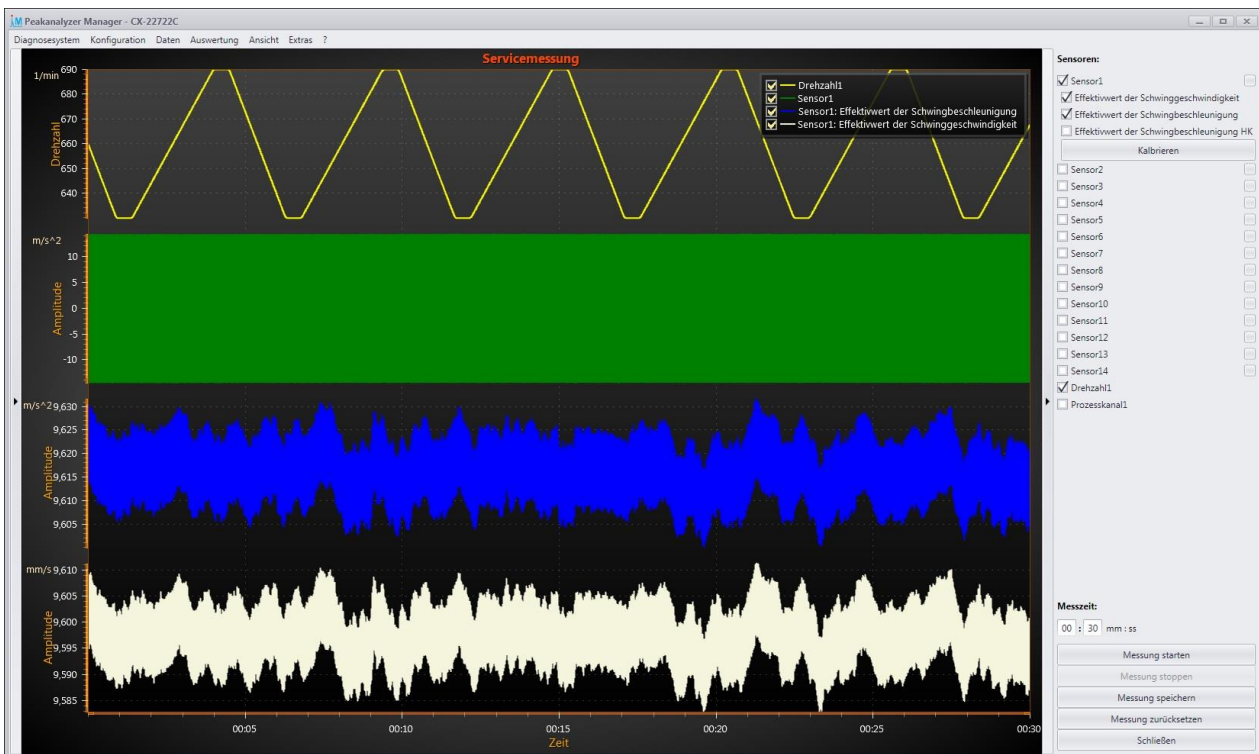 Peakanalyzer Manager - CX-22722C
Diagnosesystem Konfiguration Daten Auswertung Ansicht Extras ?
Servicemessung
1/min
690
680
670
660
650
640
Drehzahl
Drehzahl1
Sensor1
Sensor1: Effektivwert der Schwingbeschleunigung
Sensor1: Effektivwert der Schwinggeschwindigkeit
m/s^2
10
5
0
-5
-10
Amplitude
m/s^2
9,630
9,625
9,620
9,615
9,610
9,605
Amplitude
mm/s
9,610
9,605
9,600
9,595
9,590
9,585
Amplitude
00:05 00:10 00:15 00:20 00:25 00:30
Zeit
Sensoren:
Sensor1
Effektivwert der Schwinggeschwindigkeit
Effektivwert der Schwingbeschleunigung
Effektivwert der Schwingbeschleunigung HK
Kalbrieren
Sensor2
Sensor3
Sensor4
Sensor5
Sensor6
Sensor7
Sensor8
Sensor9
Sensor10
Sensor11
Sensor12
Sensor13
Sensor14
Drehzahl1
Prozesskanal1
Messzeit:
00 : 30 mm : ss
Messung starten
Messung stoppen
Messung speichern
Messung zurücksetzen
Schließen